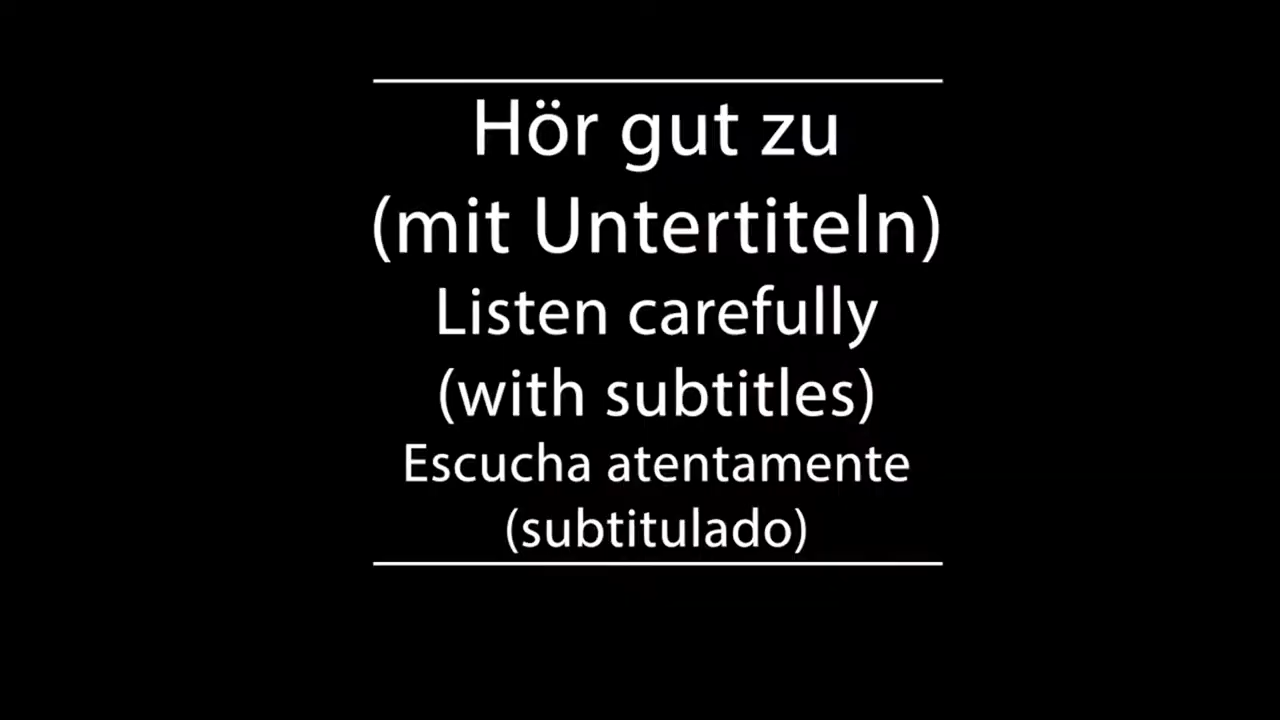 Hör gut zu
(mit Untertiteln)
Listen carefully
(with subtitles)
Escucha atentamente
(subtitulado)